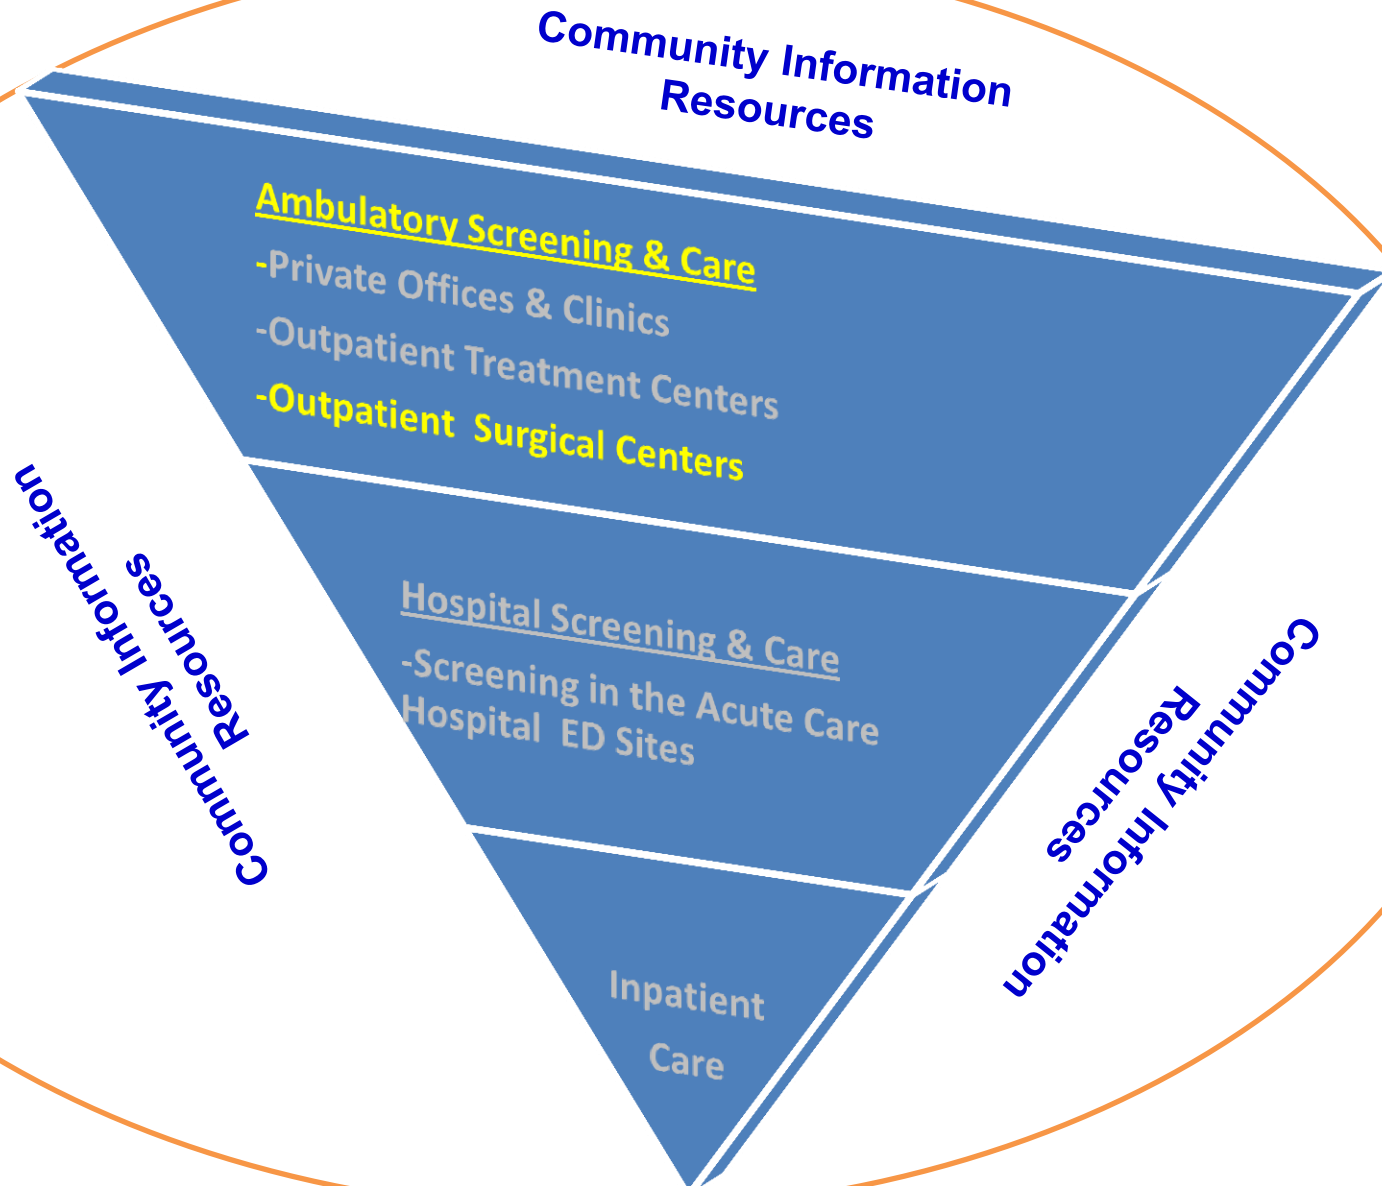 Community Information
Resources
Ambulatory Screening & Care
-Private Offices & Clinics
-Outpatient Treatment Centers
-Outpatient  Surgical Centers
Hospital Screening & Care
-Screening in the Acute Care
Hospital  ED Sites
Inpatient
Care
Community Information
Resources
Community Information
Resources